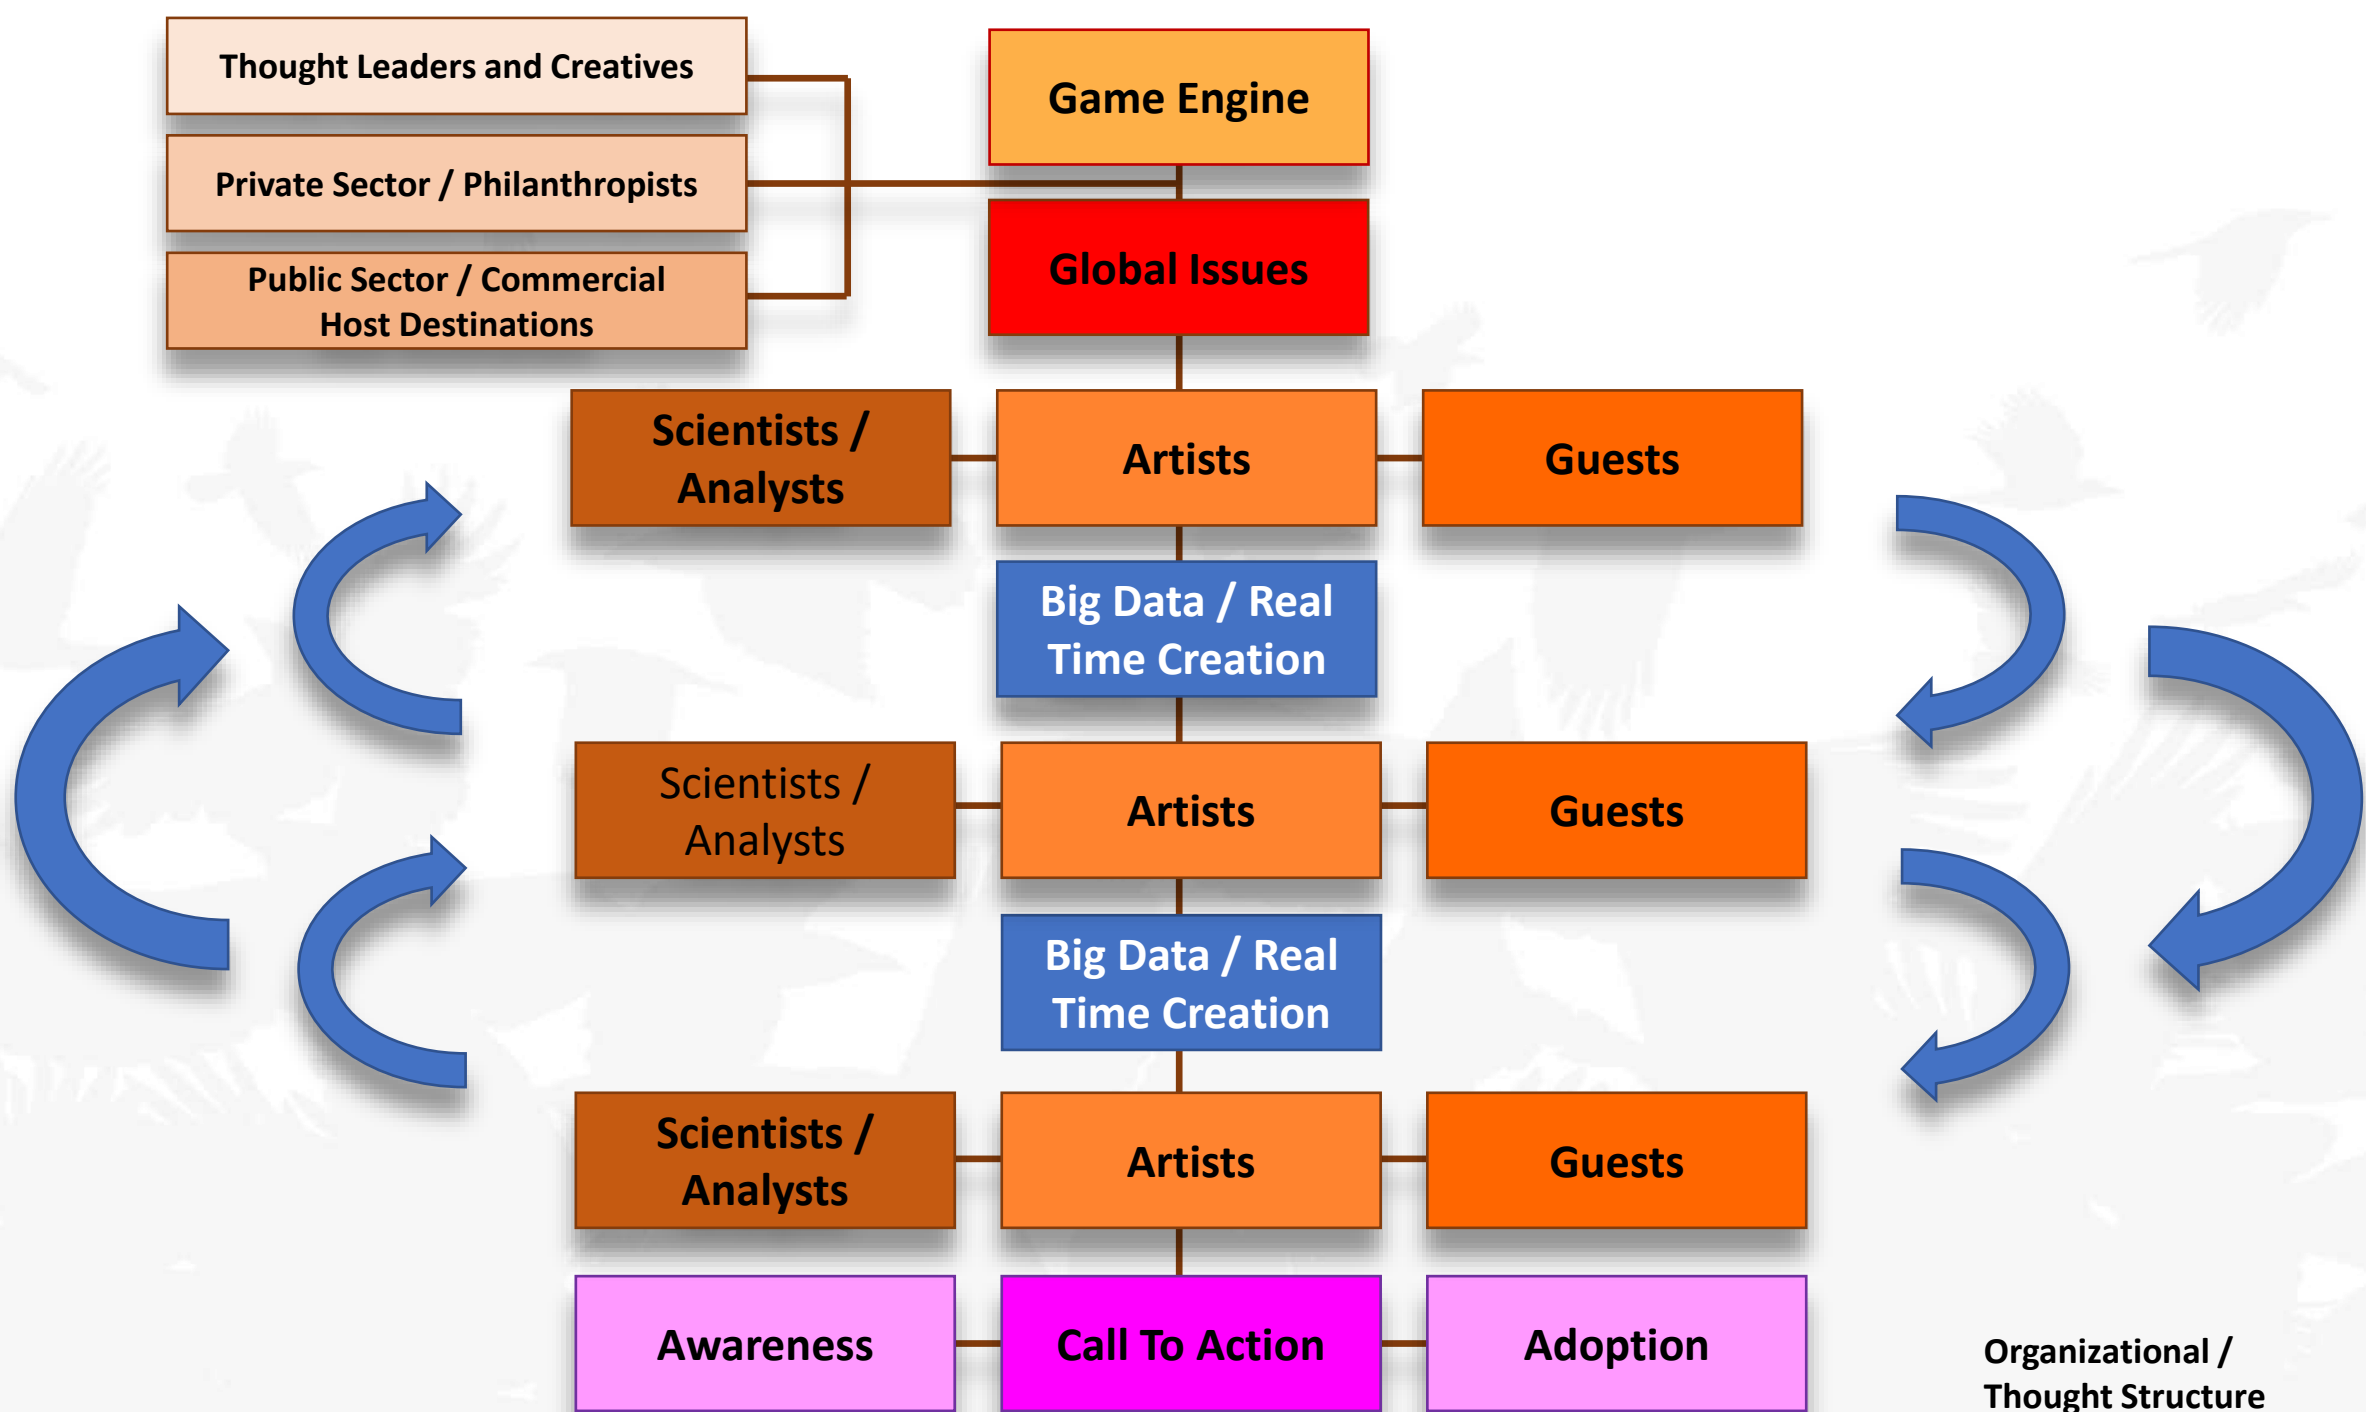 Thought Leaders and Creatives
Game Engine
Private Sector / Philanthropists
Global Issues
Public Sector / Commercial
Host Destinations
Scientists /
Analysts
Artists
Guests
Big Data / Real
Time Creation
Scientists /
Analysts
Artists
Guests
Big Data / Real
Time Creation
Scientists /
Analysts
Artists
Guests
Awareness
Call To Action
Adoption
Organizational /
Thought Structure